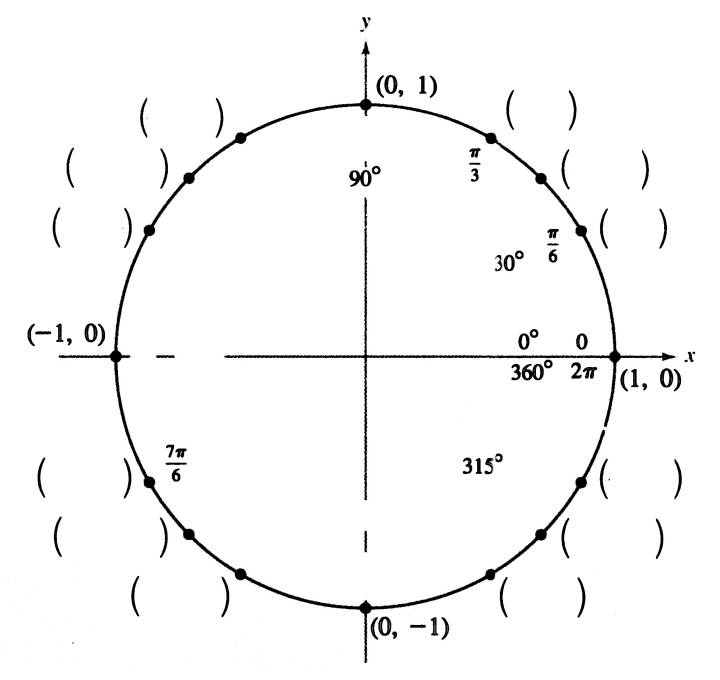 y
(0, 1)
( ) ( )
( ) π/3 ( )
90°
( ) π/6 ( )
30°
(−1, 0) 0° 0 x
360° 2π (1, 0)
7π/6 315°
( ) ( )
( ) ( )
( ) ( )
(0, −1)